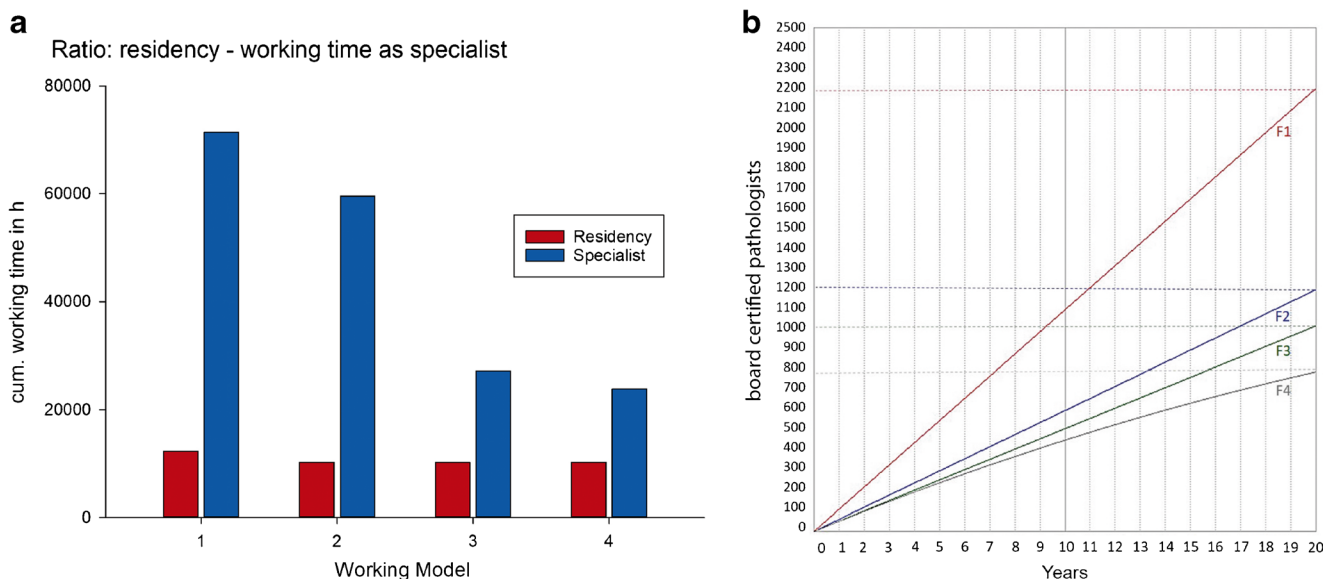 a
Ratio: residency - working time as specialist
80000
60000
40000
20000
0
cum. working time in h
Residency
Specialist
1 2 3 4
Working Model
b
2500
2400
2300
2200
2100
2000
1900
1800
1700
1600
1500
1400
1300
1200
1100
1000
900
800
700
600
500
400
300
200
100
0
board certified pathologists
F1
F2
F3
F4
0 1 2 3 4 5 6 7 8 9 10 11 12 13 14 15 16 17 18 19 20
Years